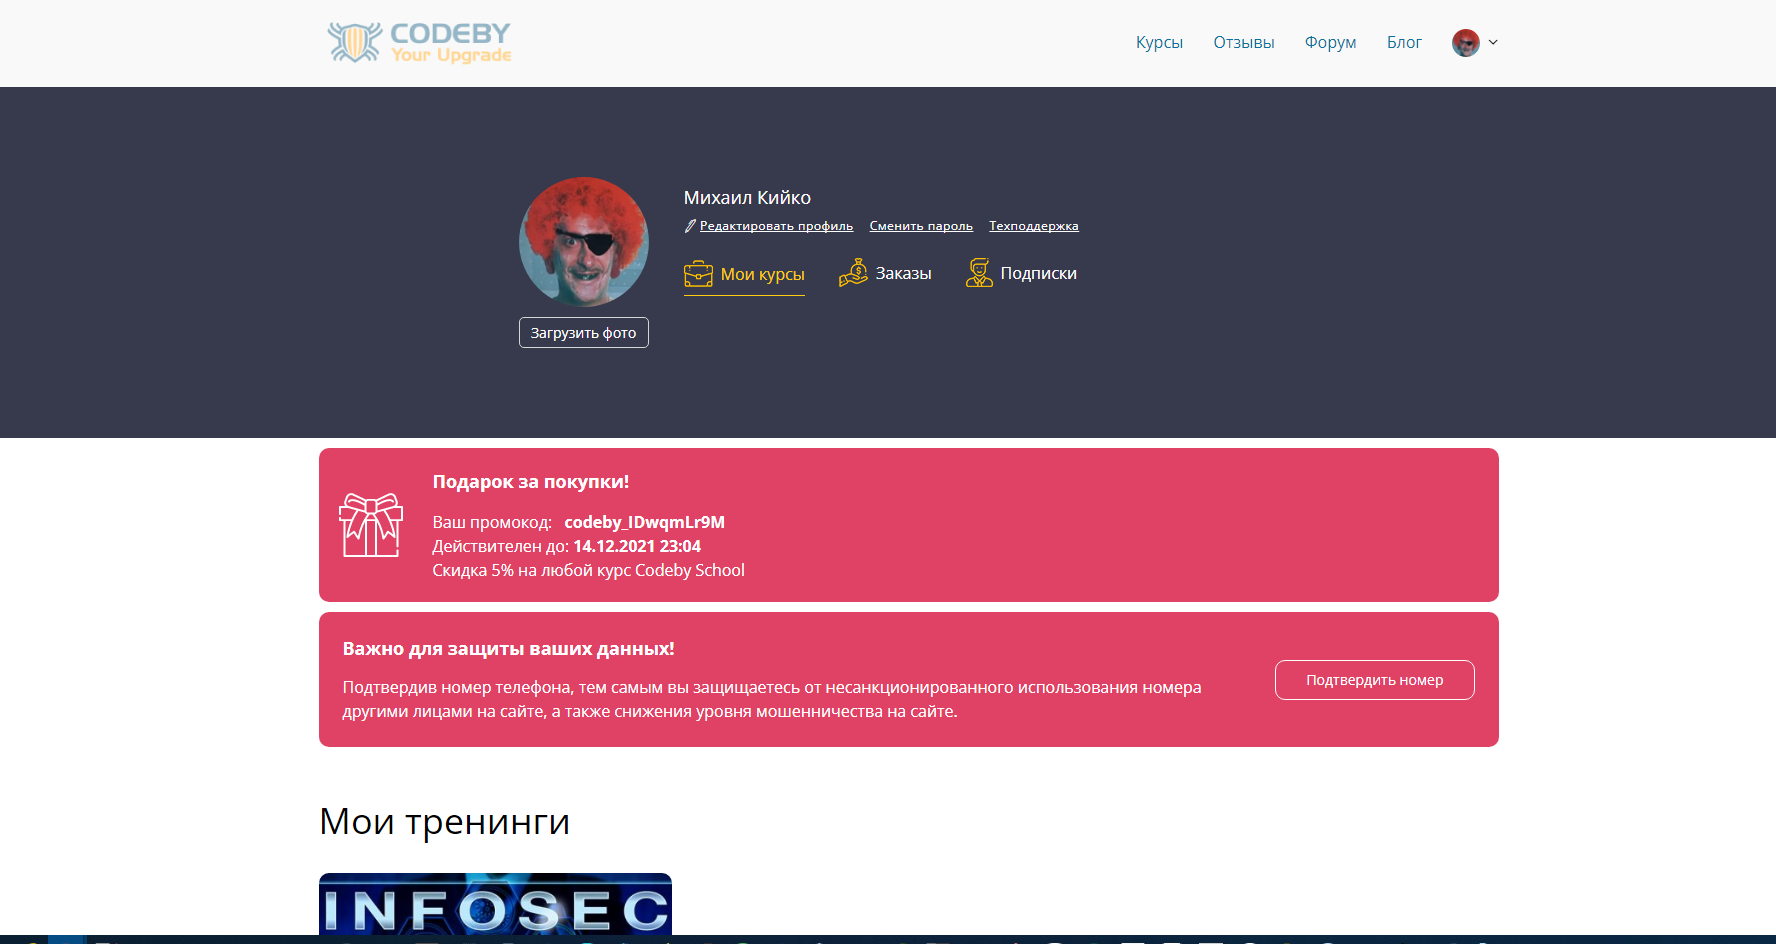 CODEBY
Your Upgrade
Курсы
Отзывы
Форум
Блог
Михаил Кийко
Редактировать профиль
Сменить пароль
Техподдержка
Мои курсы
Заказы
Подписки
Загрузить фото
Подарок за покупки!
Ваш промокод: codeby_IDwqmLr9M
Действителен до: 14.12.2021 23:04
Скидка 5% на любой курс Codeby School
Важно для защиты ваших данных!
Подтвердив номер телефона, тем самым вы защищаетесь от несанкционированного использования номера
другими лицами на сайте, а также снижения уровня мошенничества на сайте.
Подтвердить номер
Мои тренинги
INFOSEC